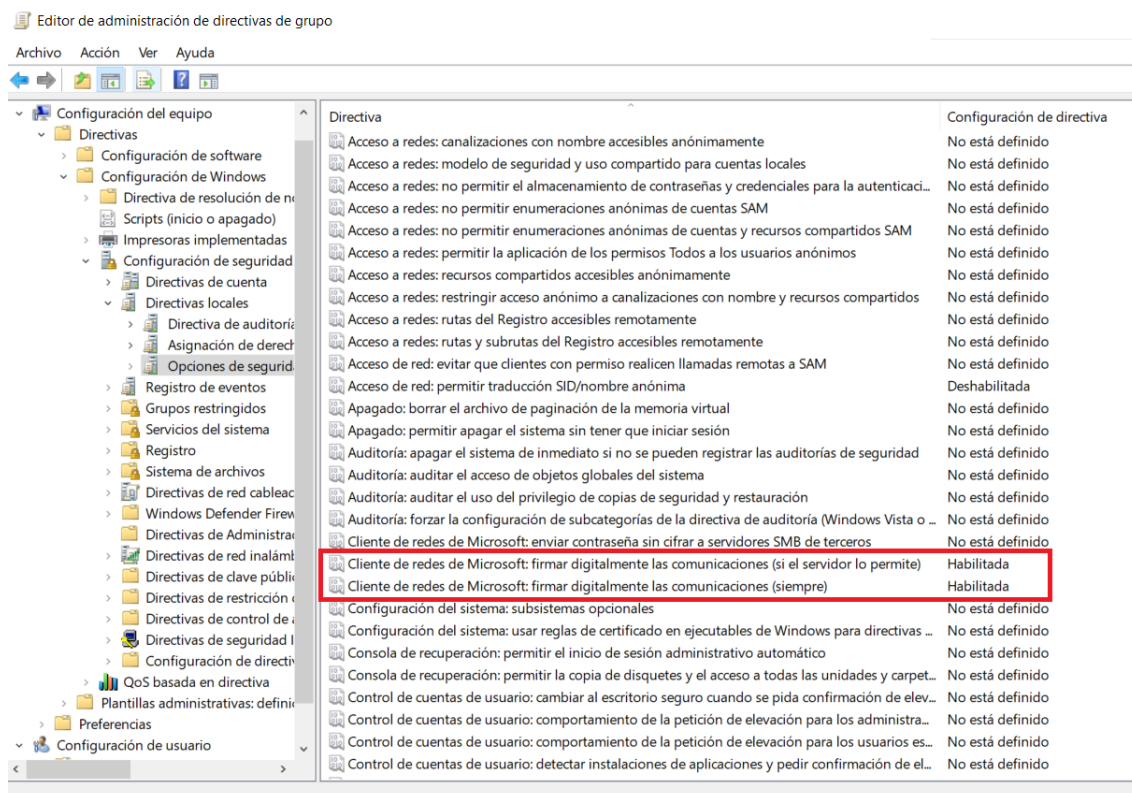 Editor de administración de directivas de grupo
Archivo Acción Ver Ayuda
Configuración del equipo
Directivas
Configuración de software
Configuración de Windows
Directiva de resolución de no
Scripts (inicio o apagado)
Impresoras implementadas
Configuración de seguridad
Directivas de cuenta
Directivas locales
Directiva de auditoría
Asignación de derech
Opciones de segurid
Registro de eventos
Grupos restringidos
Servicios del sistema
Registro
Sistema de archivos
Directivas de red cableac
Windows Defender Firew
Directivas de Administra
Directivas de red inalámb
Directivas de clave públic
Directivas de restricción
Directivas de control de
Directivas de seguridad I
Configuración de directiv
QoS basada en directiva
Plantillas administrativas: defini
Preferencias
Configuración de usuario
Directiva Configuración de directiva
Acceso a redes: canalizaciones con nombre accesibles anónimamente No está definido
Acceso a redes: modelo de seguridad y uso compartido para cuentas locales No está definido
Acceso a redes: no permitir el almacenamiento de contraseñas y credenciales para la autenticaci... No está definido
Acceso a redes: no permitir enumeraciones anónimas de cuentas SAM No está definido
Acceso a redes: no permitir enumeraciones anónimas de cuentas y recursos compartidos SAM No está definido
Acceso a redes: permitir la aplicación de los permisos Todos a los usuarios anónimos No está definido
Acceso a redes: recursos compartidos accesibles anónimamente No está definido
Acceso a redes: restringir acceso anónimo a canalizaciones con nombre y recursos compartidos No está definido
Acceso a redes: rutas del Registro accesibles remotamente No está definido
Acceso a redes: rutas y subrutas del Registro accesibles remotamente No está definido
Acceso de red: evitar que clientes con permiso realicen llamadas remotas a SAM No está definido
Acceso de red: permitir traducción SID/nombre anónima Deshabilitada
Apagado: borrar el archivo de paginación de la memoria virtual No está definido
Apagado: permitir apagar el sistema sin tener que iniciar sesión No está definido
Auditoría: apagar el sistema de inmediato si no se pueden registrar las auditorías de seguridad No está definido
Auditoría: auditar el acceso de objetos globales del sistema No está definido
Auditoría: auditar el uso del privilegio de copias de seguridad y restauración No está definido
Auditoría: forzar la configuración de subcategorías de la directiva de auditoría (Windows Vista o ... No está definido
Cliente de redes de Microsoft: enviar contraseña sin cifrar a servidores SMB de terceros No está definido
Cliente de redes de Microsoft: firmar digitalmente las comunicaciones (si el servidor lo permite) Habilitada
Cliente de redes de Microsoft: firmar digitalmente las comunicaciones (siempre) Habilitada
Configuración del sistema: subsistemas opcionales No está definido
Configuración del sistema: usar reglas de certificado en ejecutables de Windows para directivas ... No está definido
Consola de recuperación: permitir el inicio de sesión administrativo automático No está definido
Consola de recuperación: permitir la copia de disquetes y el acceso a todas las unidades y carpet... No está definido
Control de cuentas de usuario: cambiar al escritorio seguro cuando se pida confirmación de elev... No está definido
Control de cuentas de usuario: comportamiento de la petición de elevación para los administra... No está definido
Control de cuentas de usuario: comportamiento de la petición de elevación para los usuarios es... No está definido
Control de cuentas de usuario: detectar instalaciones de aplicaciones y pedir confirmación de el... No está definido